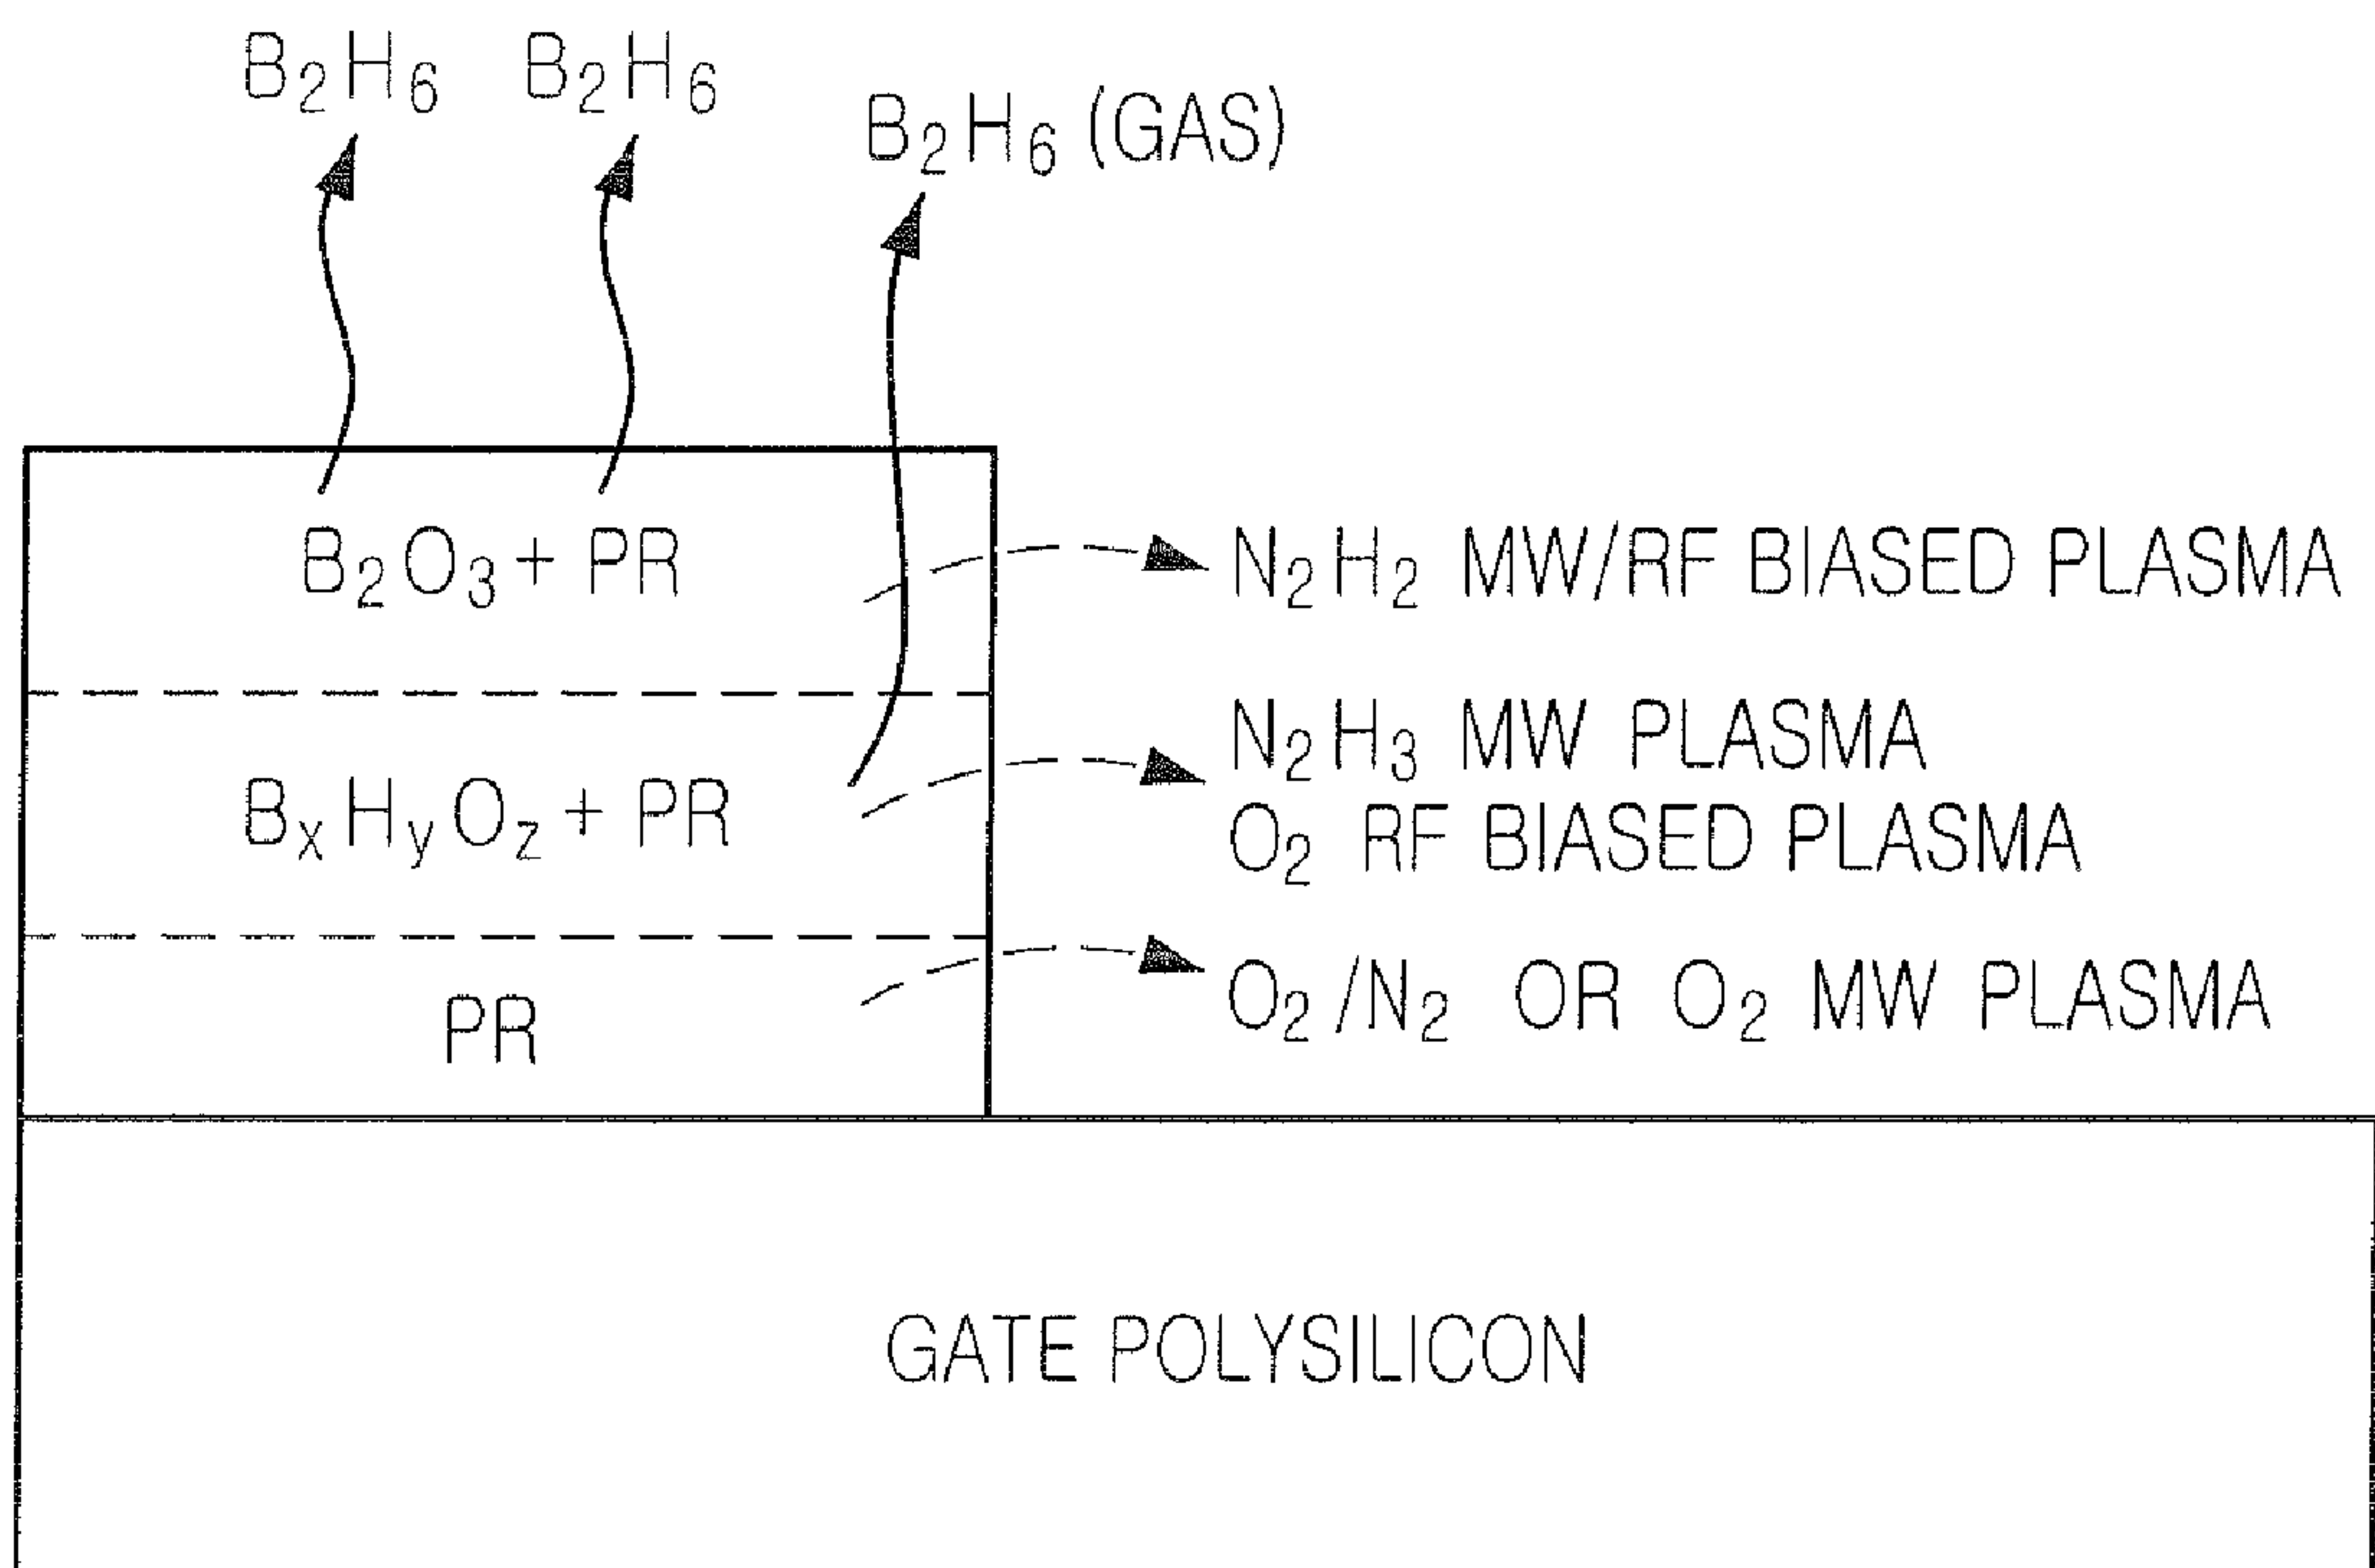 B₂H₆ B₂H₆
B₂H₆ (GAS)
B₂O₃ + PR
N₂H₂ MW/RF BIASED PLASMA
BₓHᵧO𝓏 + PR
N₂H₃ MW PLASMA
O₂ RF BIASED PLASMA
PR
O₂/N₂ OR O₂ MW PLASMA
GATE POLYSILICON